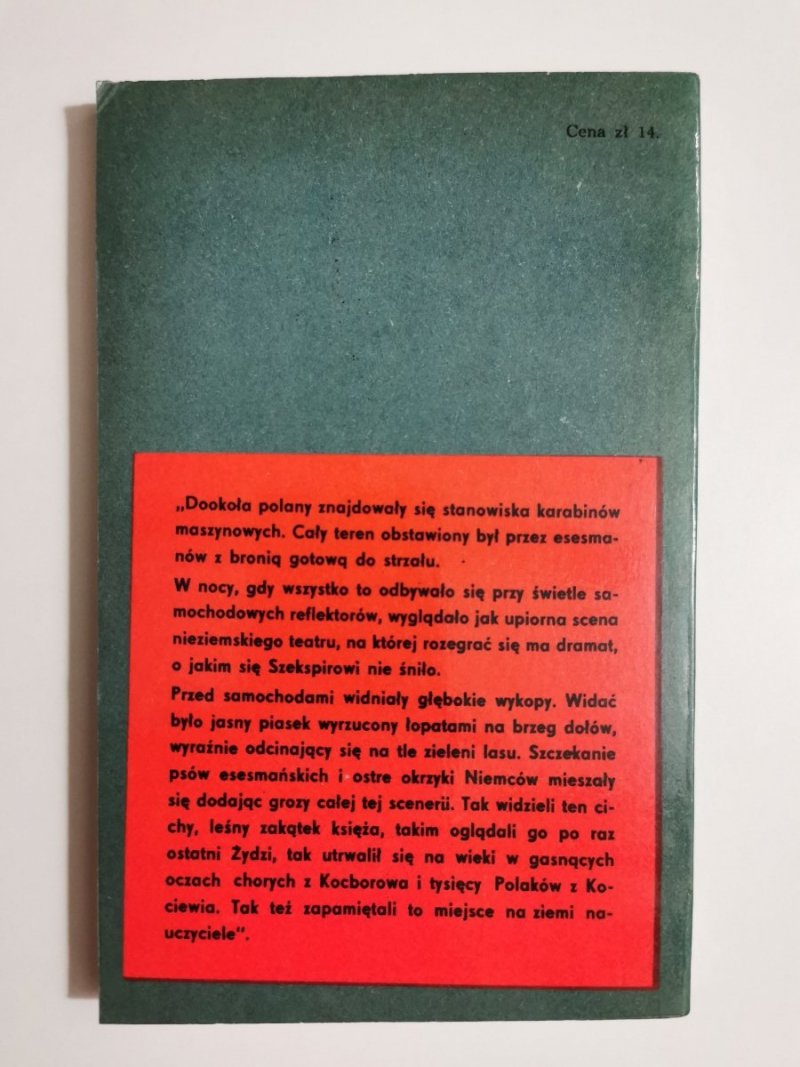 Cena zł 14.
„Dookoła polany znajdowały się stanowiska karabinów
maszynowych. Cały teren obstawiony był przez esesma-
nów z bronią gotową do strzału.
W nocy, gdy wszystko to odbywało się przy świetle sa-
mochodowych reflektorów, wyglądało jak upiorna scena
nieziemskiego teatru, na której rozegrać się ma dramat,
o jakim się Szekspirowi nie śniło.
Przed samochodami widniały głębokie wykopy. Widać
było jasny piasek wyrzucony łopatami na brzeg dołów,
wyraźnie odcinający się na tle zieleni lasu. Szczekanie
psów esesmańskich i ostre okrzyki Niemców mieszały
się dodając grozy całej tej scenerii. Tak widzieli ten ci-
chy, leśny zakątek księża, takim oglądali go po raz
ostatni Żydzi, tak utrwalił się na wieki w gasnących
oczach chorych z Kocborowa i tysięcy Polaków z Ko-
ciewia. Tak też zapamiętali to miejsce na ziemi na-
uczyciele”.